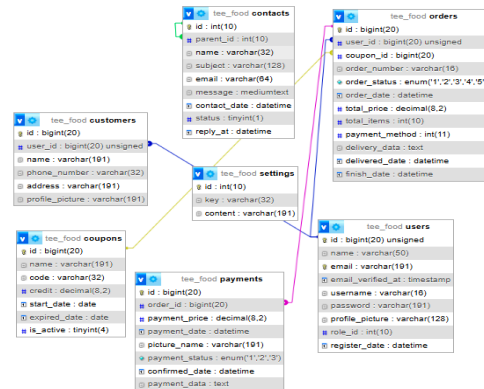 tee_food contacts
id : int(10)
parent_id : int(10)
name : varchar(32)
subject : varchar(128)
email : varchar(64)
message : mediumtext
contact_date : datetime
status : tinyint(1)
reply_at : datetime
tee_food orders
id : bigint(20)
user_id : bigint(20) unsigned
coupon_id : bigint(20)
order_number : varchar(16)
order_status : enum('1','2','3','4','5'
order_date : datetime
total_price : decimal(8,2)
total_items : int(10)
payment_method : int(11)
delivery_data : text
delivered_date : datetime
finish_date : datetime
tee_food customers
id : bigint(20)
user_id : bigint(20) unsigned
name : varchar(191)
phone_number : varchar(32)
address : varchar(191)
profile_picture : varchar(191)
tee_food settings
id : int(10)
key : varchar(32)
content : varchar(191)
tee_food coupons
id : bigint(20)
name : varchar(191)
code : varchar(32)
credit : decimal(8,2)
start_date : date
expired_date : date
is_active : tinyint(4)
tee_food users
id : bigint(20) unsigned
name : varchar(50)
email : varchar(191)
email_verified_at : timestamp
username : varchar(16)
password : varchar(191)
profile_picture : varchar(128)
role_id : int(10)
register_date : datetime
tee_food payments
id : bigint(20)
order_id : bigint(20)
payment_price : decimal(8,2)
payment_date : datetime
picture_name : varchar(191)
payment_status : enum('1','2','3')
confirmed_date : datetime
payment_data : text